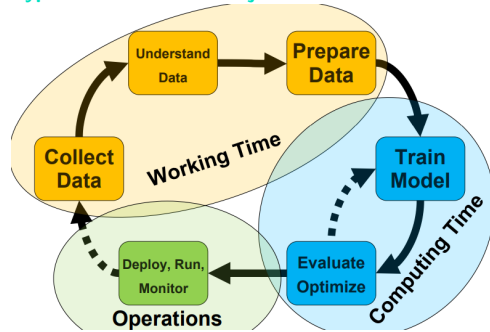 Understand
Data
Prepare
Data
Collect
Data
Working Time
Train
Model
Evaluate
Optimize
Computing Time
Deploy, Run,
Monitor
Operations